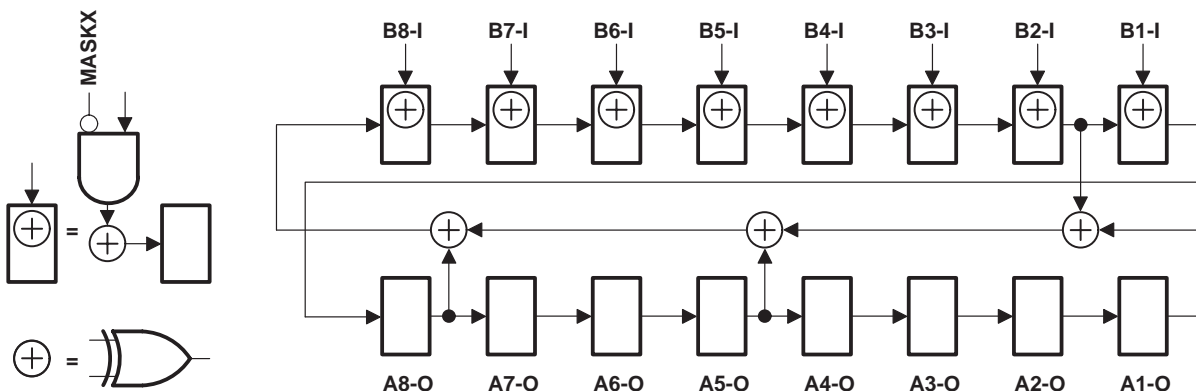 MASKX
=
=
B8-I B7-I B6-I B5-I B4-I B3-I B2-I B1-I
A8-O A7-O A6-O A5-O A4-O A3-O A2-O A1-O